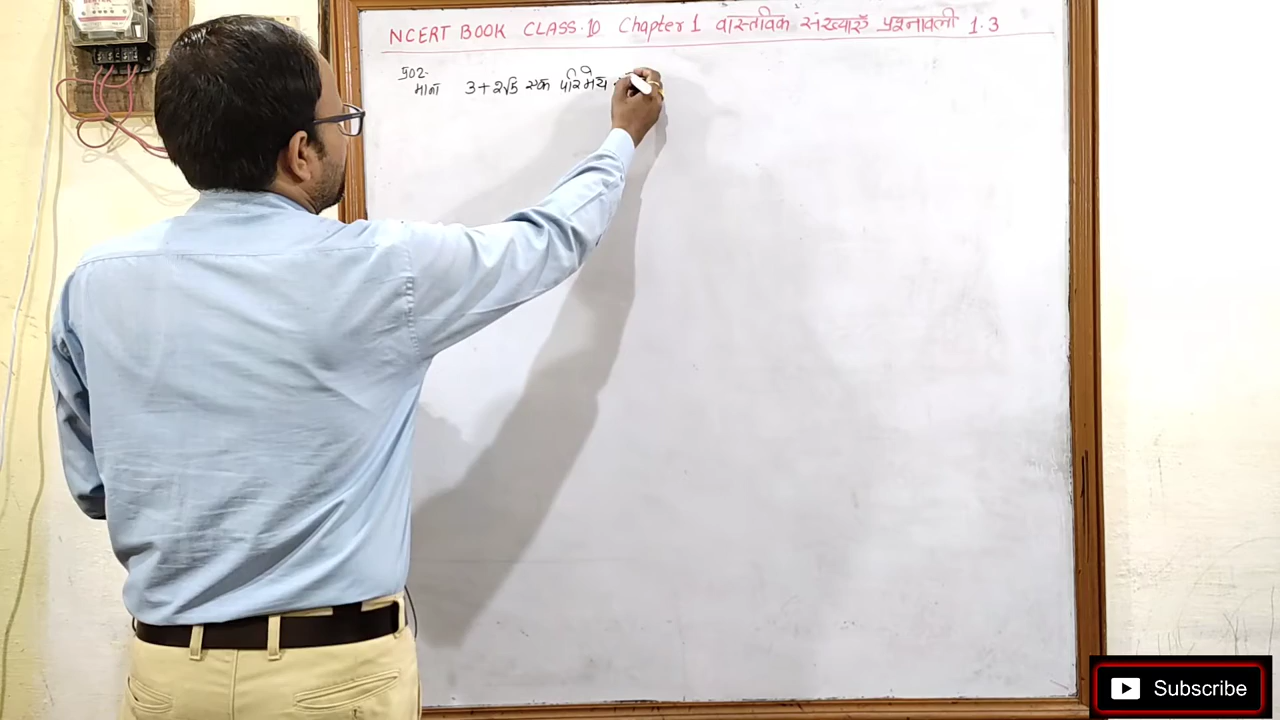 NCERT BOOK CLASS.10 Chapter 1 वास्तविक संख्याएँ प्रश्नावली 1.3
प्र02.
माना 3+2√5 एक परिमेय
Subscribe